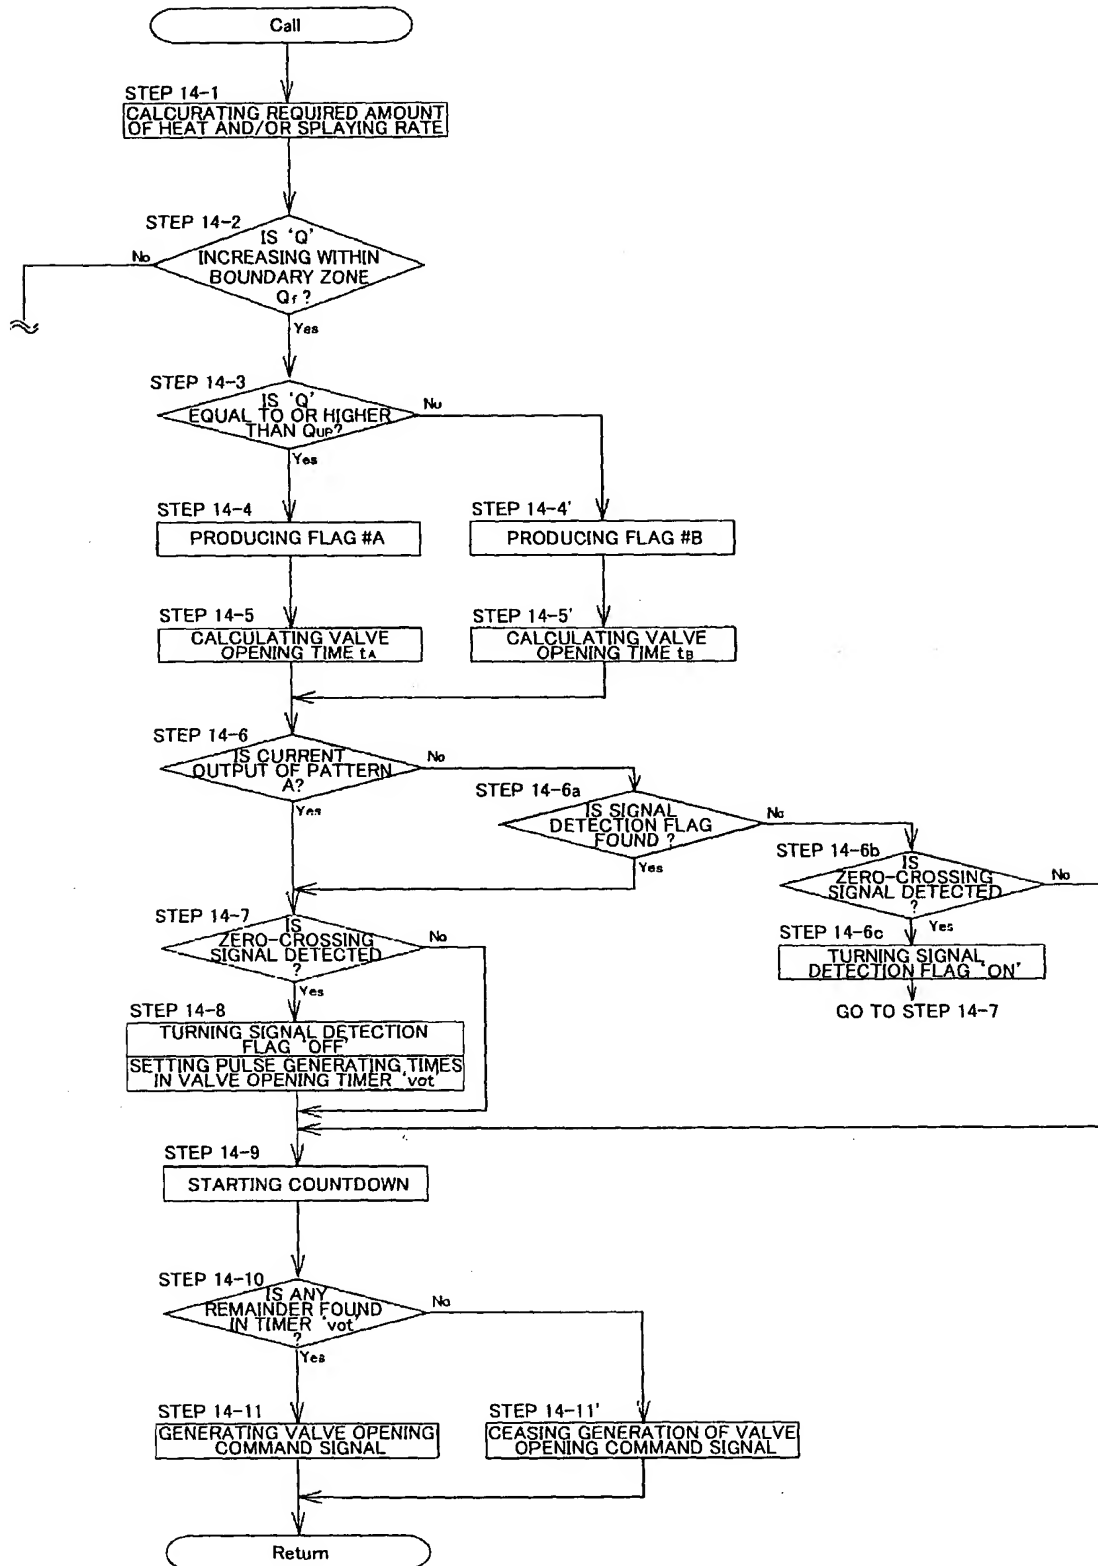 Call
STEP 14-1
CALCURATING REQUIRED AMOUNT
OF HEAT AND/OR SPLAYING RATE
STEP 14-2
IS 'Q'
INCREASING WITHIN
BOUNDARY ZONE
Qf ?
No
Yes
STEP 14-3
IS 'Q'
EQUAL TO OR HIGHER
THAN QUP?
No
Yes
STEP 14-4
PRODUCING FLAG #A
STEP 14-4'
PRODUCING FLAG #B
STEP 14-5
CALCULATING VALVE
OPENING TIME tA
STEP 14-5'
CALCULATING VALVE
OPENING TIME tB
STEP 14-6
IS CURRENT
OUTPUT OF PATTERN
A?
No
Yes
STEP 14-6a
IS SIGNAL
DETECTION FLAG
FOUND ?
No
Yes
STEP 14-6b
IS
ZERO-CROSSING
SIGNAL DETECTED
?
No
Yes
STEP 14-6c
TURNING SIGNAL
DETECTION FLAG 'ON'
GO TO STEP 14-7
STEP 14-7
IS
ZERO-CROSSING
SIGNAL DETECTED
?
No
Yes
STEP 14-8
TURNING SIGNAL DETECTION
FLAG 'OFF'
SETTING PULSE GENERATING TIMES
IN VALVE OPENING TIMER 'vot'
STEP 14-9
STARTING COUNTDOWN
STEP 14-10
IS ANY
REMAINDER FOUND
IN TIMER 'vot'
?
No
Yes
STEP 14-11
GENERATING VALVE OPENING
COMMAND SIGNAL
STEP 14-11'
CEASING GENERATION OF VALVE
OPENING COMMAND SIGNAL
Return